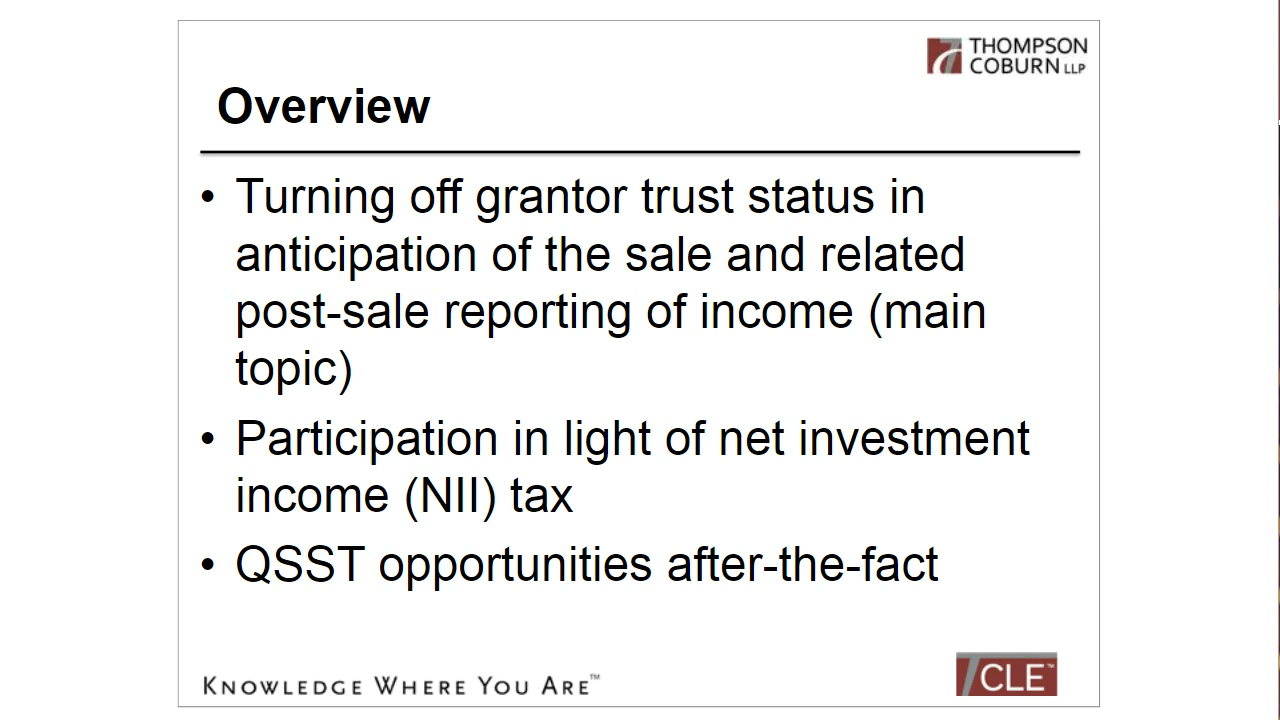 THOMPSON
COBURN LLP
Overview
• Turning off grantor trust status in
anticipation of the sale and related
post-sale reporting of income (main
topic)
• Participation in light of net investment
income (NII) tax
• QSST opportunities after-the-fact
KNOWLEDGE WHERE YOU ARE™
CLE™